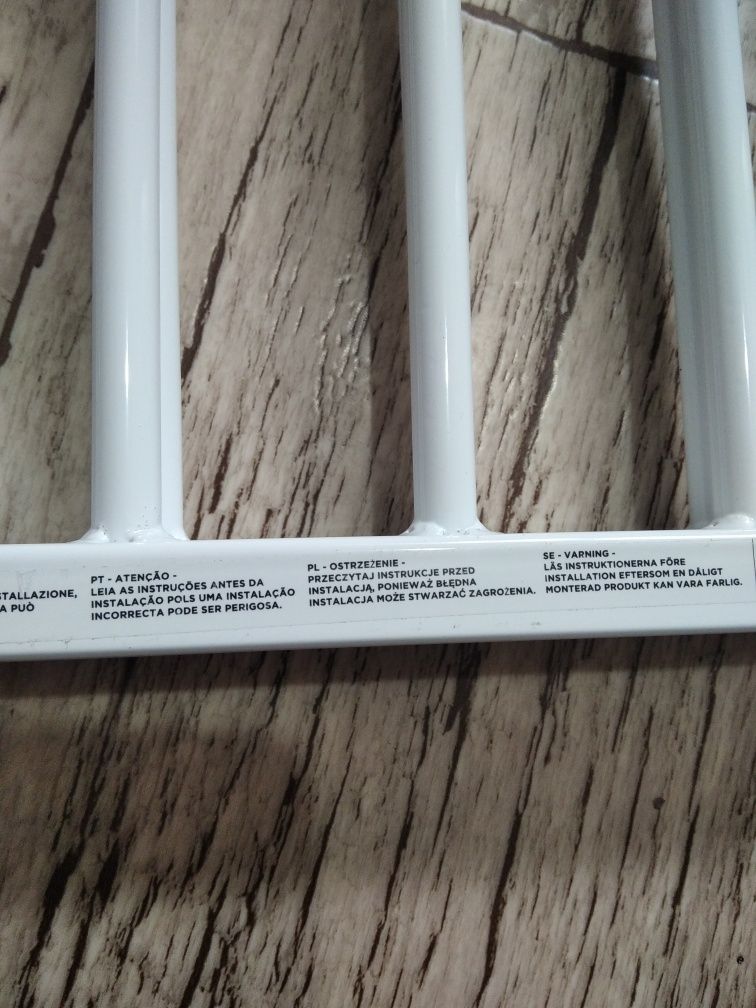 STALLAZIONE,
A PUÒ
PT - ATENÇÃO -
LEIA AS INSTRUÇÕES ANTES DA
INSTALAÇÃO POLS UMA INSTALAÇÃO
INCORRECTA PODE SER PERIGOSA.
PL - OSTRZEŻENIE -
PRZECZYTAJ INSTRUKCJE PRZED
INSTALACJĄ, PONIEWAŻ BŁĘDNA
INSTALACJA MOŻE STWARZAĆ ZAGROŻENIA.
SE - VARNING -
LÄS INSTRUKTIONERNA FÖRE
INSTALLATION EFTERSOM EN DÅLIGT
MONTERAD PRODUKT KAN VARA FARLIG.